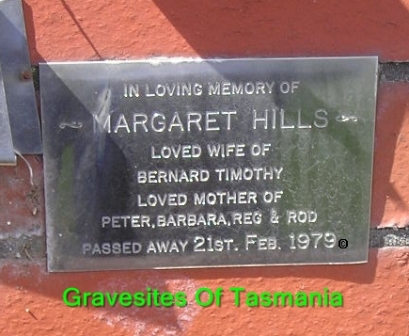 IN LOVING MEMORY OF
MARGARET HILLS
LOVED WIFE OF
BERNARD TIMOTHY
LOVED MOTHER OF
PETER, BARBARA, REG & ROD
PASSED AWAY 21ST. FEB. 1979
Gravesites Of Tasmania